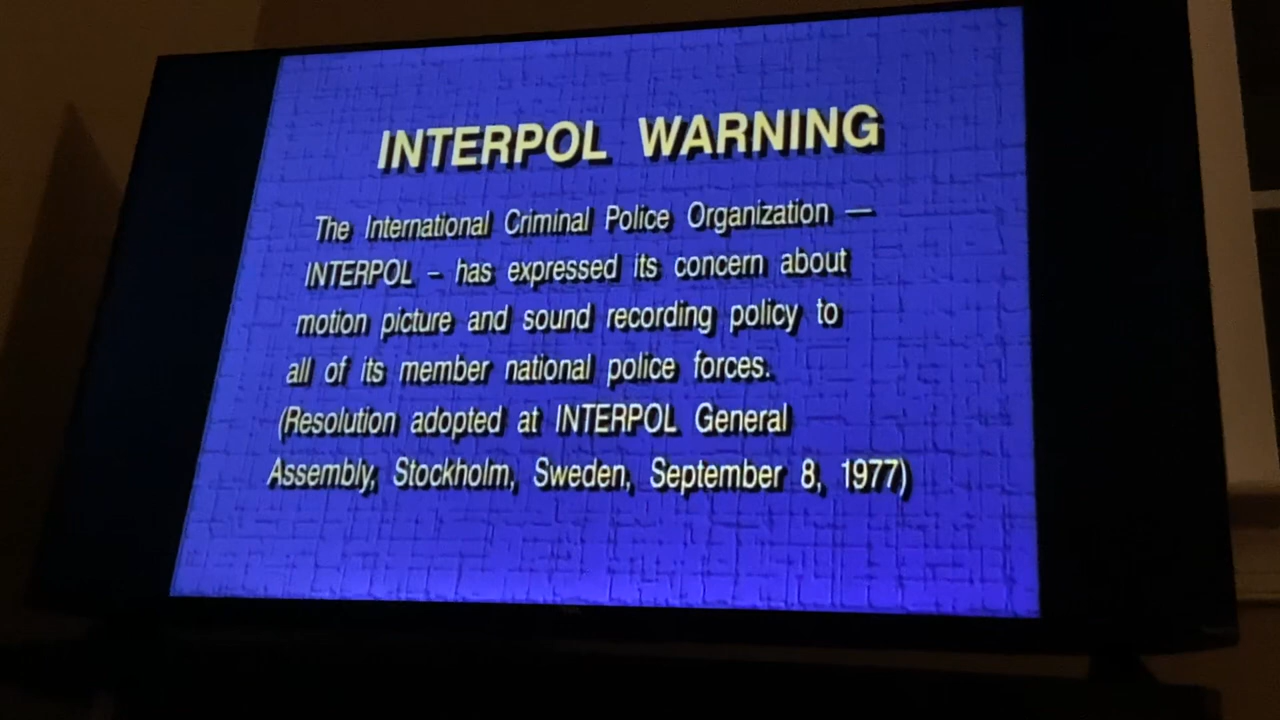 INTERPOL WARNING
The International Criminal Police Organization —
INTERPOL – has expressed its concern about
motion picture and sound recording policy to
all of its member national police forces.
(Resolution adopted at INTERPOL General
Assembly, Stockholm, Sweden, September 8, 1977)